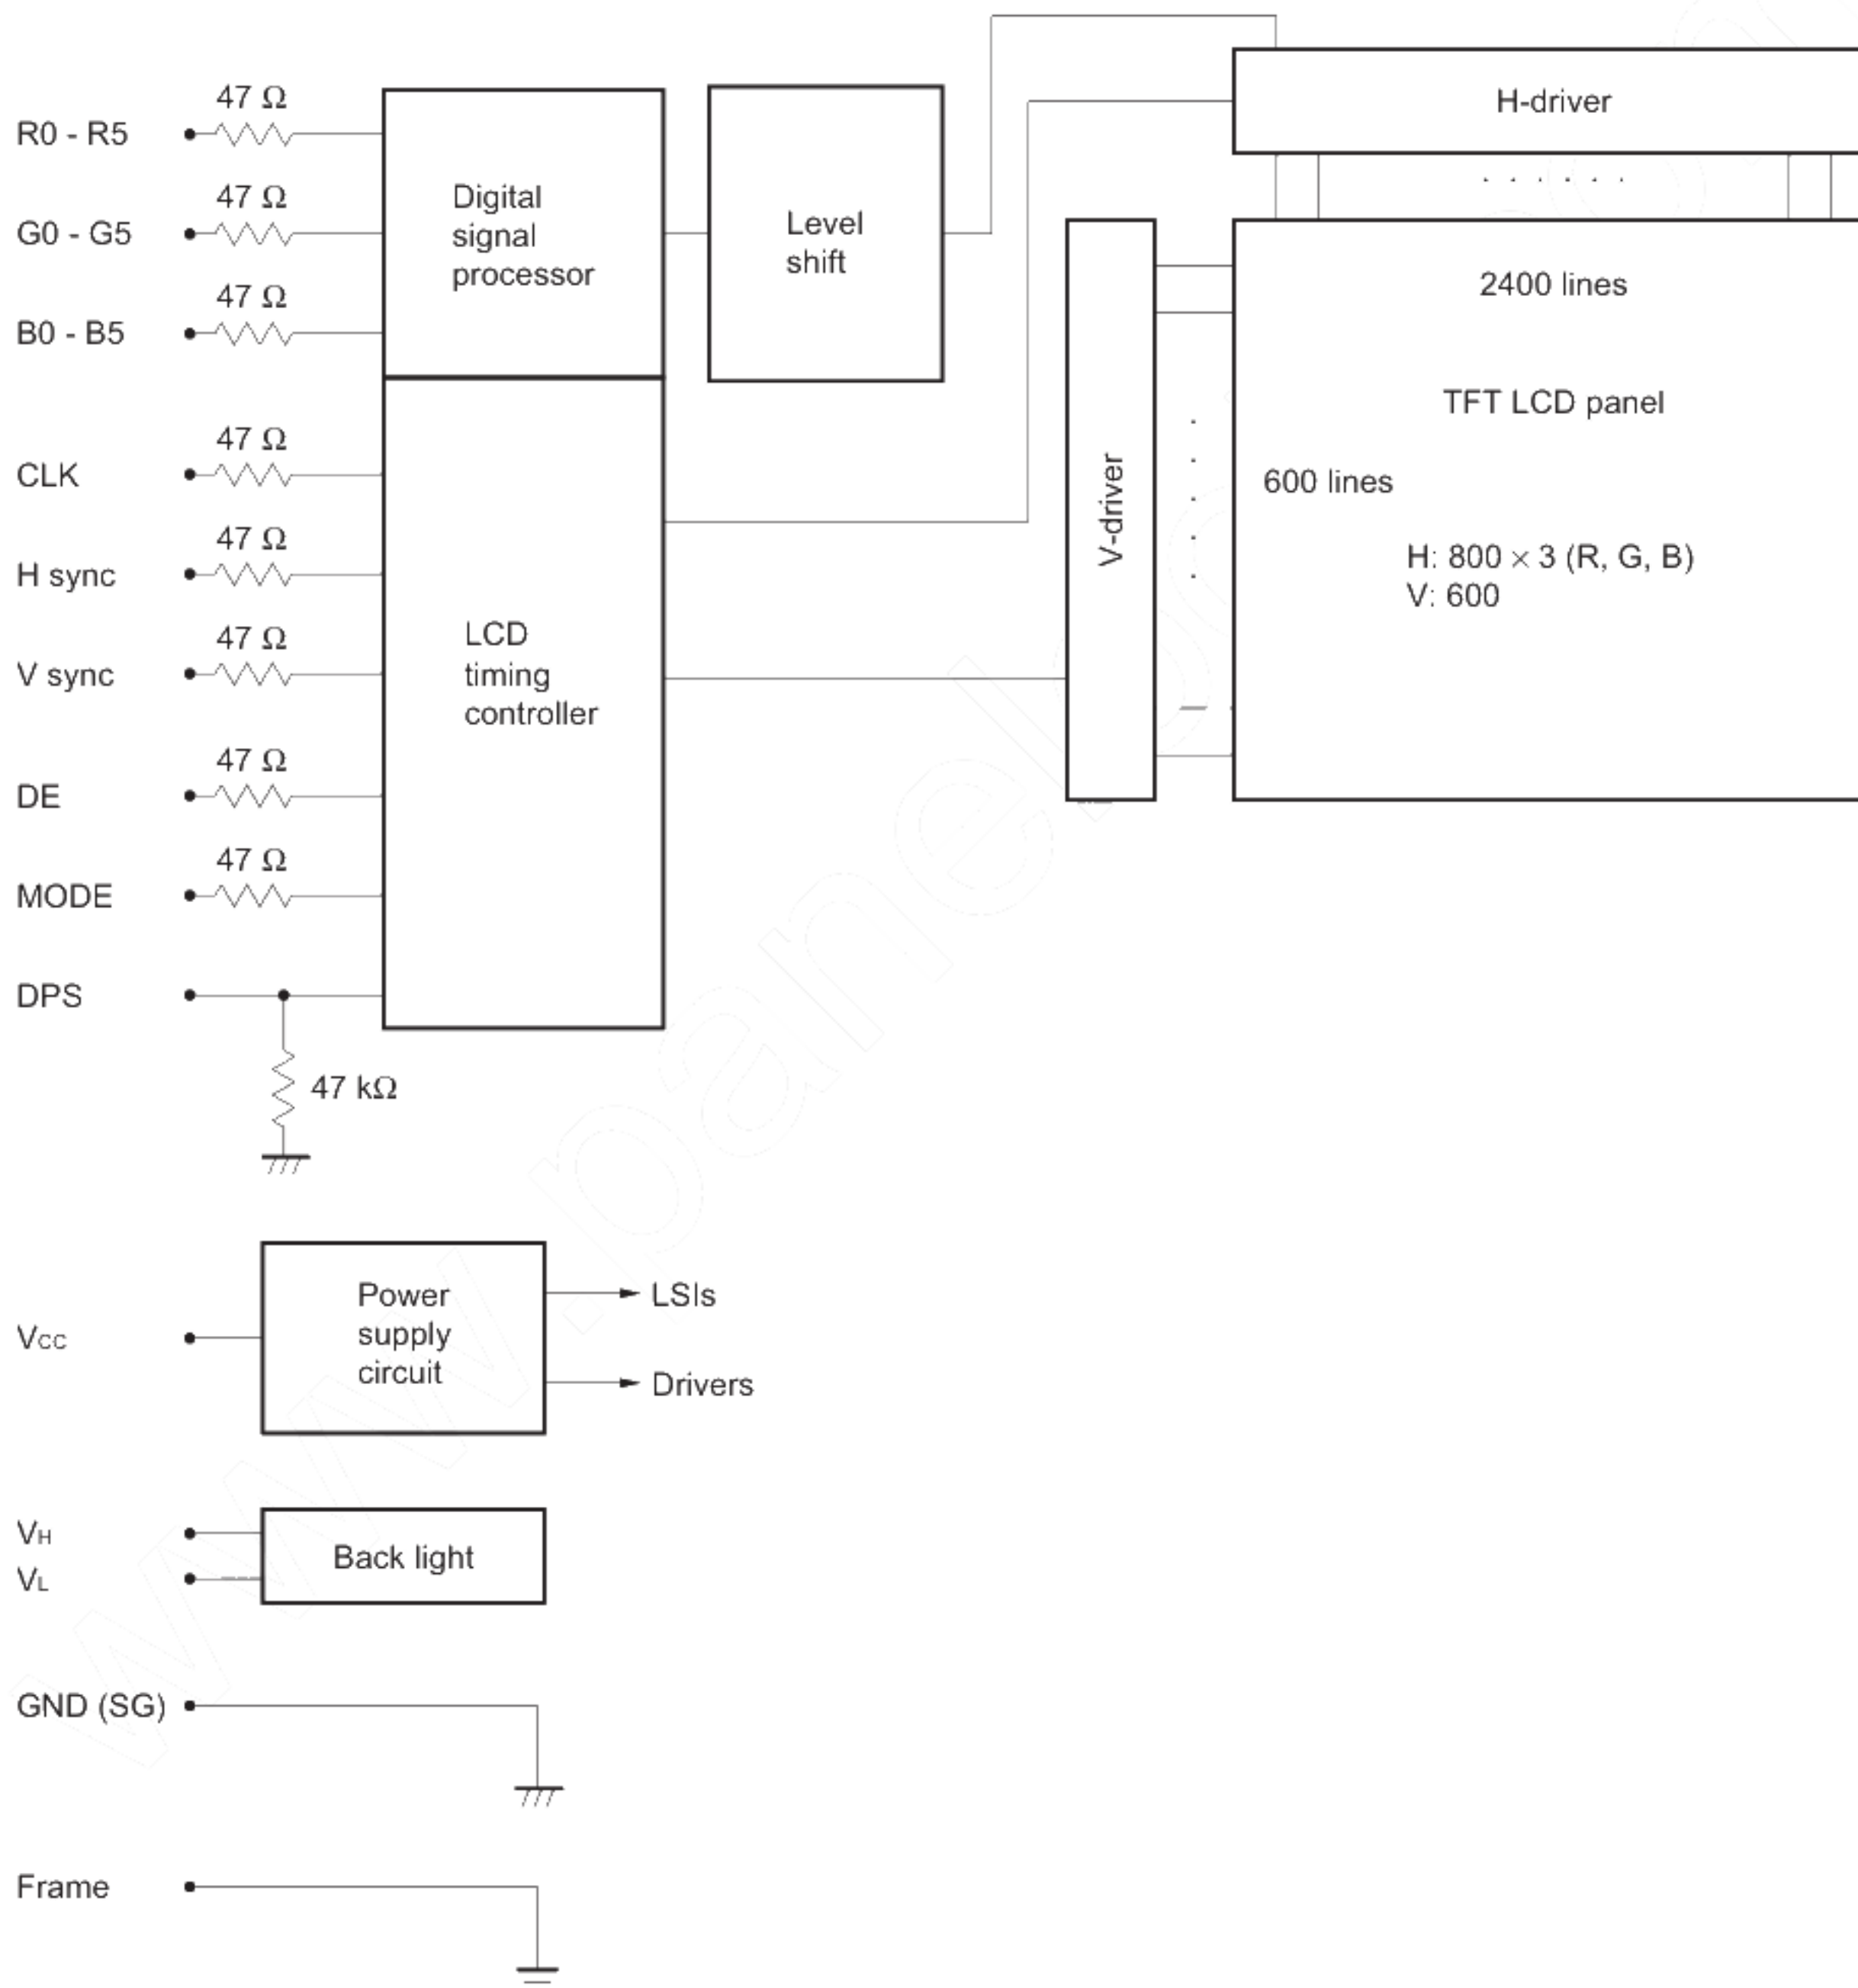 47 Ω
R0 - R5
47 Ω
G0 - G5
47 Ω
B0 - B5
Digital
signal
processor
Level
shift
H-driver
2400 lines
TFT LCD panel
600 lines
H: 800 × 3 (R, G, B)
V: 600
V-driver
47 Ω
CLK
47 Ω
H sync
47 Ω
V sync
47 Ω
DE
47 Ω
MODE
DPS
LCD
timing
controller
47 kΩ
VCC
Power
supply
circuit
LSIs
Drivers
VH
VL
Back light
GND (SG)
Frame
www.panel